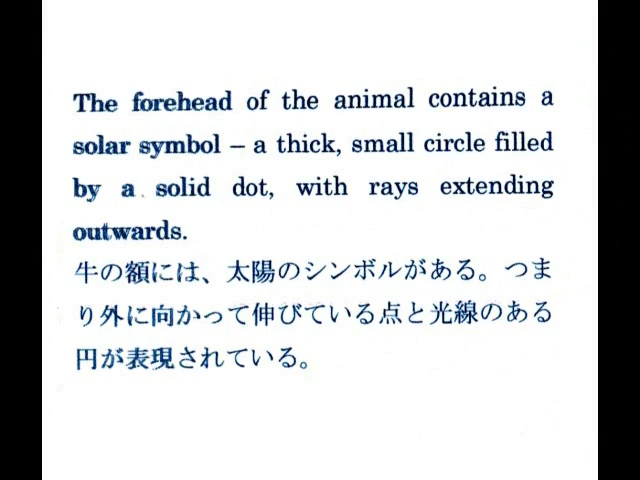 The forehead of the animal contains a
solar symbol – a thick, small circle filled
by a solid dot, with rays extending
outwards.
牛の額には、太陽のシンボルがある。つま
り外に向かって伸びている点と光線のある
円が表現されている。